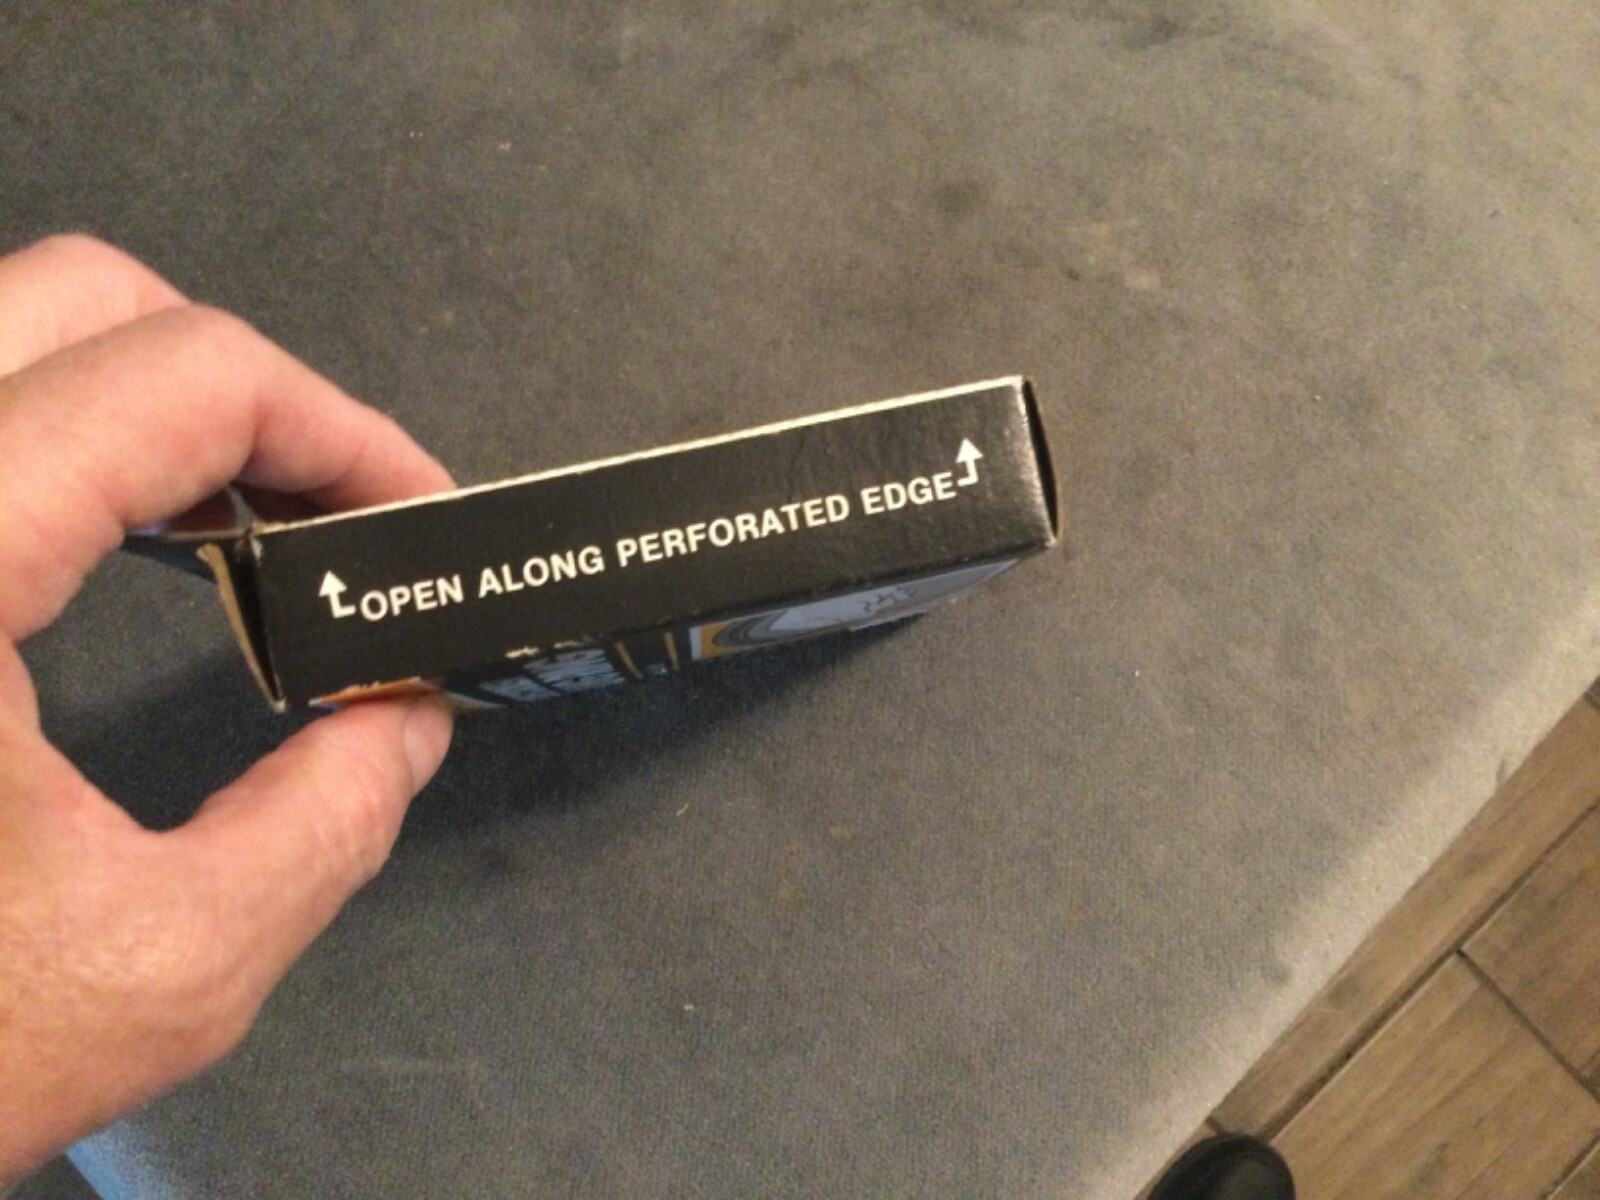 OPEN ALONG PERFORATED EDGE